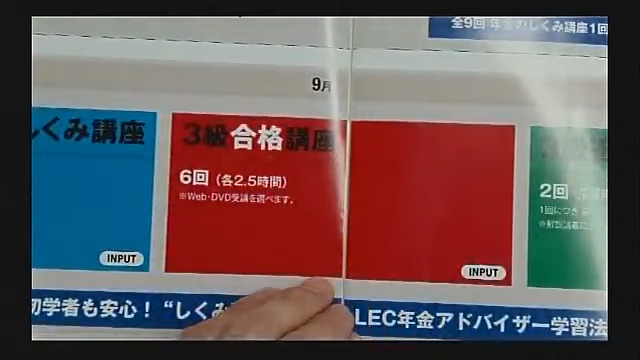 全9回 年金のしくみ講座1回
9月
しくみ講座
3級合格講座
6回（各2.5時間）
※Web・DVD受講を選べます。
2回
1回につき
INPUT
INPUT
初学者も安心！“しくみ
LEC年金アドバイザー学習法